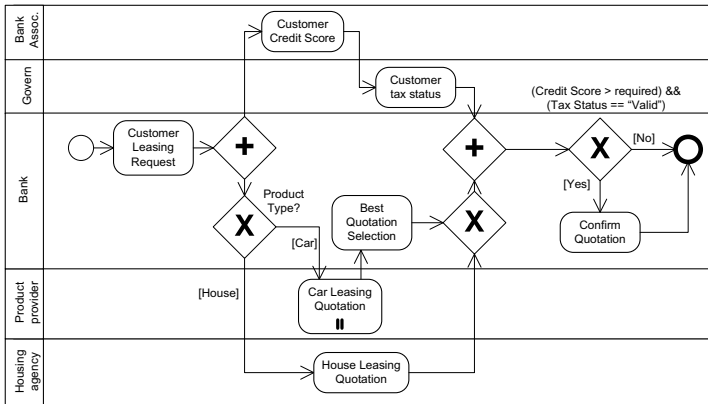 Bank
Assoc.
Customer
Credit Score
Govern
Customer
tax status
(Credit Score > required) &&
(Tax Status == “Valid”)
Bank
Customer
Leasing
Request
+
+
X
[No]
Product
Type?
X
[Car]
Best
Quotation
Selection
X
[Yes]
Confirm
Quotation
[House]
Product
provider
Car Leasing
Quotation
Housing
agency
House Leasing
Quotation